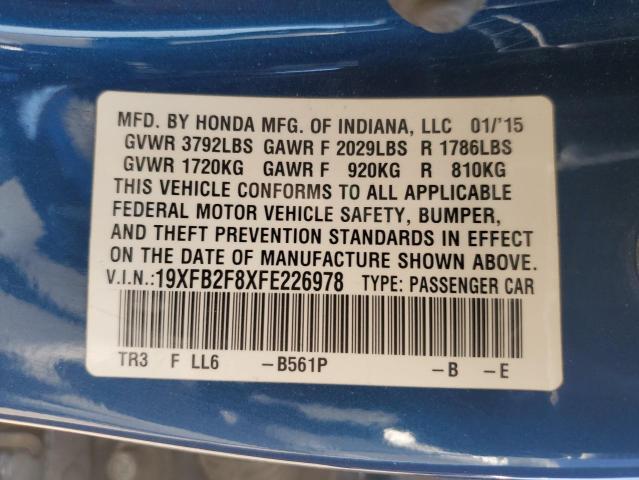 MFD. BY HONDA MFG. OF INDIANA, LLC 01/'15
GVWR 3792LBS GAWR F 2029LBS R 1786LBS
GVWR 1720KG GAWR F 920KG R 810KG
THIS VEHICLE CONFORMS TO ALL APPLICABLE
FEDERAL MOTOR VEHICLE SAFETY, BUMPER,
AND THEFT PREVENTION STANDARDS IN EFFECT
ON THE DATE OF MANUFACTURE SHOWN ABOVE.
V.I.N.:19XFB2F8XFE226978 TYPE: PASSENGER CAR
TR3 F LL6 -B561P -B -E